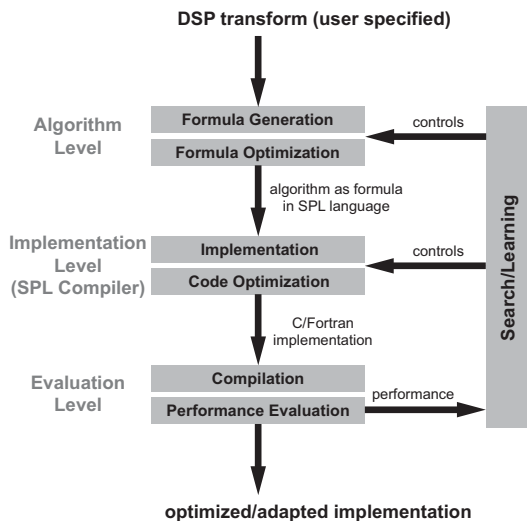 DSP transform (user specified)
Algorithm
Level
Formula Generation
Formula Optimization
controls
algorithm as formula
in SPL language
Implementation
Level
(SPL Compiler)
Implementation
Code Optimization
controls
Search/Learning
C/Fortran
implementation
Evaluation
Level
Compilation
Performance Evaluation
performance
optimized/adapted implementation